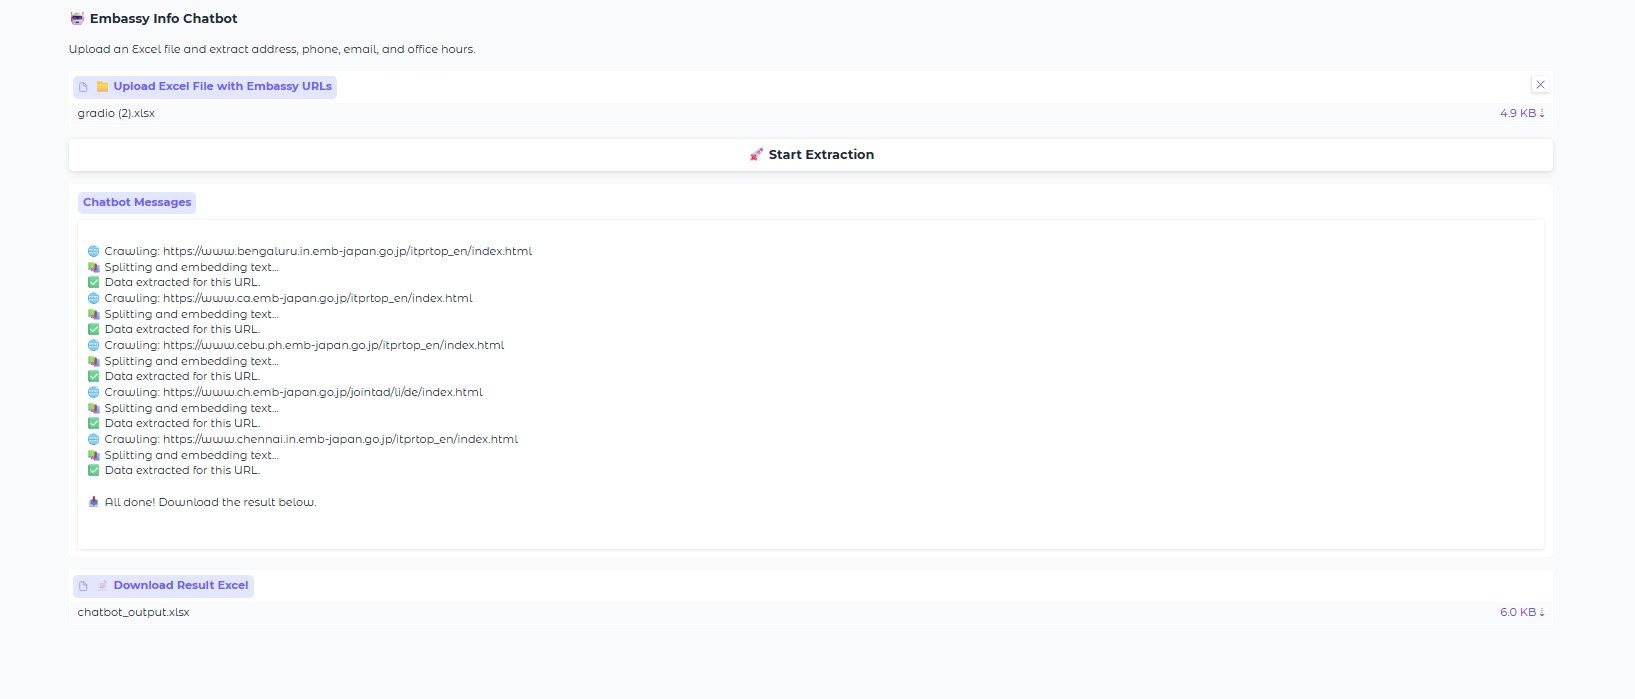 Embassy Info Chatbot
Upload an Excel file and extract address, phone, email, and office hours.
Upload Excel File with Embassy URLs
gradio (2).xlsx 4.9 KB ⇣
Start Extraction
Chatbot Messages
Crawling: https://www.bengaluru.in.emb-japan.go.jp/itprtop_en/index.html
Splitting and embedding text...
Data extracted for this URL.
Crawling: https://www.ca.emb-japan.go.jp/itprtop_en/index.html
Splitting and embedding text...
Data extracted for this URL.
Crawling: https://www.cebu.ph.emb-japan.go.jp/itprtop_en/index.html
Splitting and embedding text...
Data extracted for this URL.
Crawling: https://www.ch.emb-japan.go.jp/jointad/li/de/index.html
Splitting and embedding text...
Data extracted for this URL.
Crawling: https://www.chennai.in.emb-japan.go.jp/itprtop_en/index.html
Splitting and embedding text...
Data extracted for this URL.
All done! Download the result below.
Download Result Excel
chatbot_output.xlsx 6.0 KB ⇣